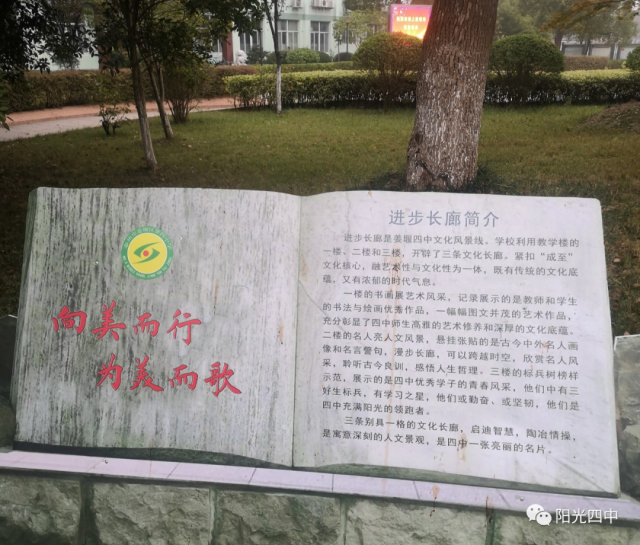 向美而行
为美而歌
进步长廊简介
进步长廊是姜堰四中文化风景线。学校利用教学楼的
一楼、二楼和三楼，开辟了三条文化长廊。紧扣“成至”
文化核心，融艺术性与文化性为一体，既有传统的文化底
蕴，又有浓郁的时代气息。
一楼的书画展艺术风采，记录展示的是教师和学生
的书法与绘画优秀作品，一幅幅图文并茂的艺术作品，
充分彰显了四中师生高雅的艺术修养和深厚的文化底蕴。
二楼的名人亮人文风景，悬挂张贴的是古今中外名人画
像和名言警句，漫步长廊，可以跨越时空，欣赏名人风
采，聆听古今良训，感悟人生哲理。三楼的标兵树榜样
示范，展示的是四中优秀学子的青春风采，他们中有三
好生标兵，有学习之星，他们或勤奋、或坚韧，他们是
四中充满阳光的领跑者。
三条别具一格的文化长廊，启迪智慧，陶冶情操，
是寓意深刻的人文景观，是四中一张亮丽的名片。
阳光四中